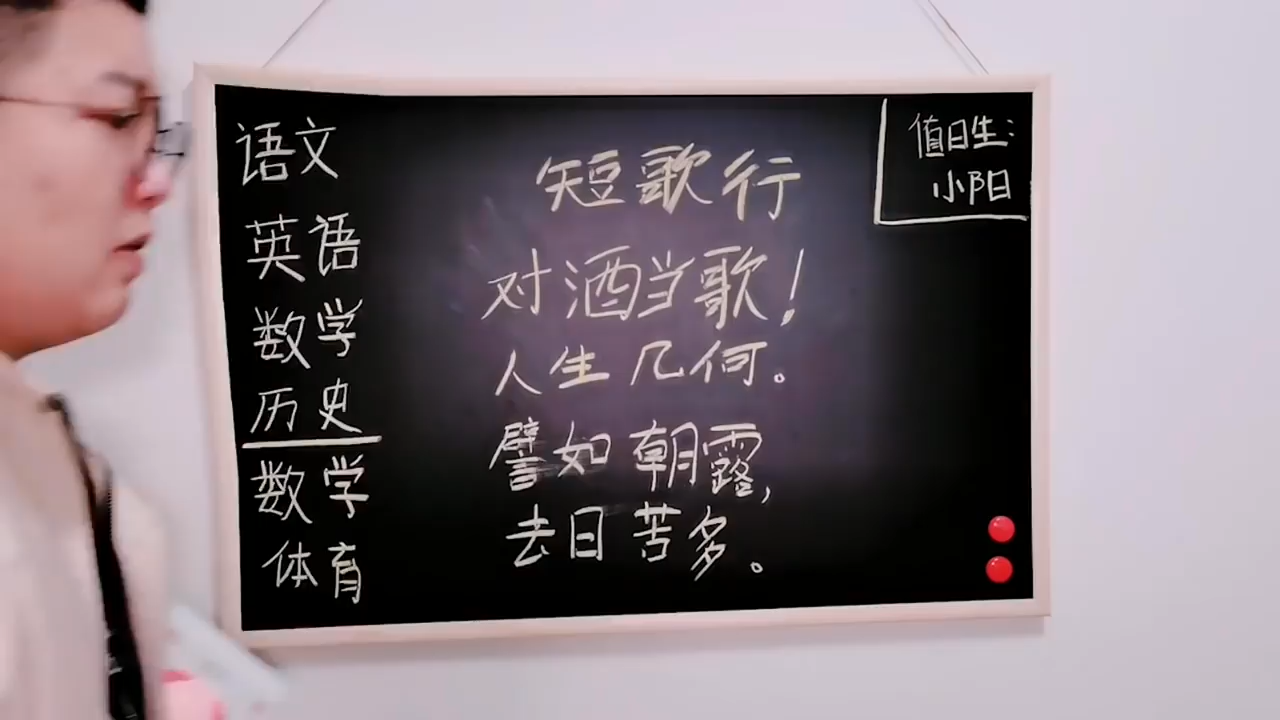 语文
英语
数学
历史
数学
体育
短歌行
对酒当歌!
人生几何。
譬如朝露,
去日苦多。
值日生:
小阳